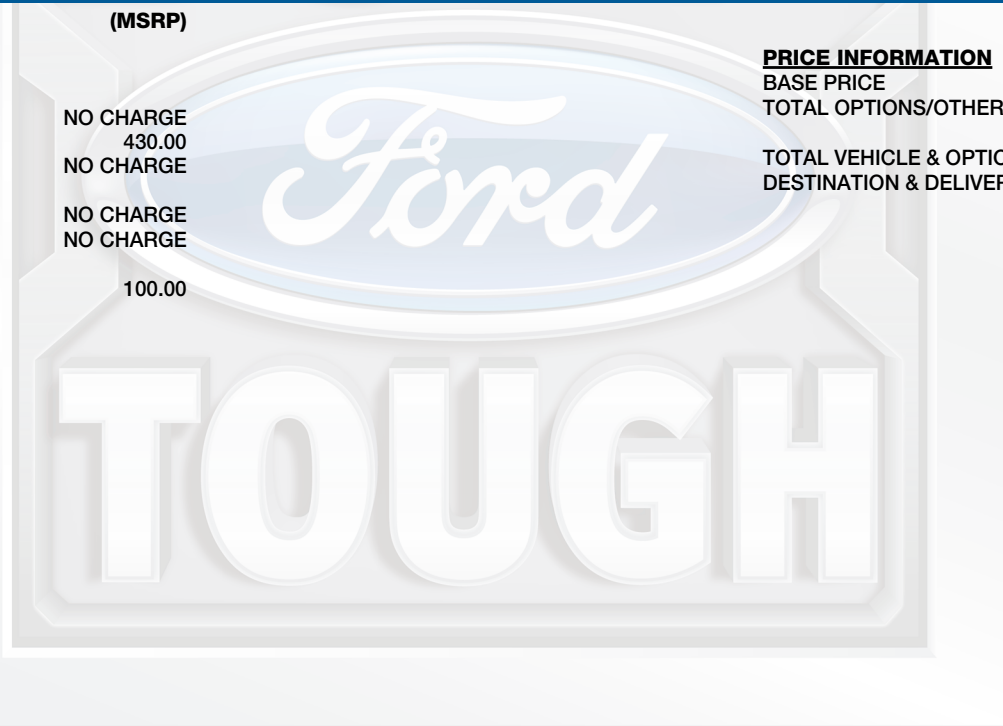 (MSRP)
NO CHARGE
430.00
NO CHARGE
NO CHARGE
NO CHARGE
100.00
PRICE INFORMATION
BASE PRICE
TOTAL OPTIONS/OTHER
TOTAL VEHICLE & OPTIO
DESTINATION & DELIVER
Ford
TOUGH